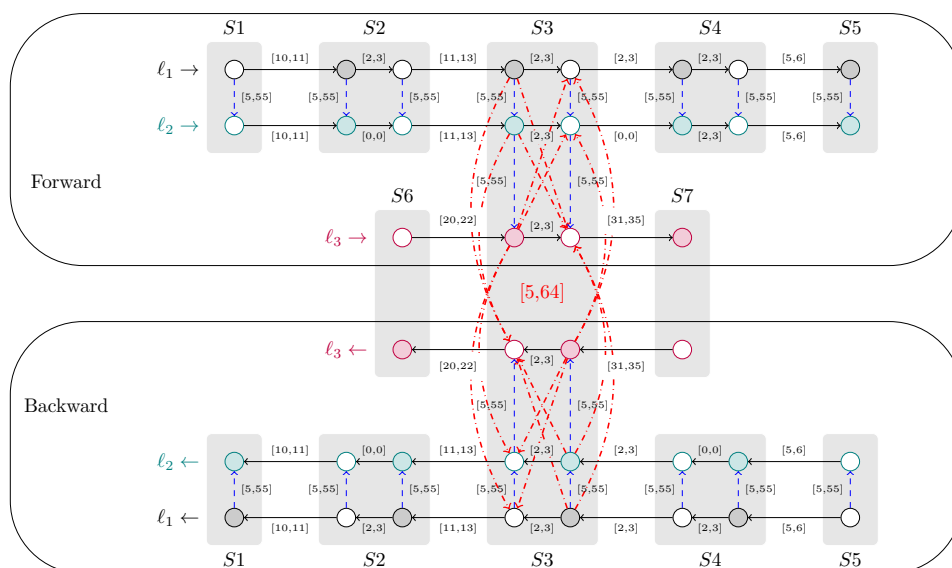 S1 S2 S3 S4 S5
ℓ1 → [10,11] [2,3] [11,13] [2,3] [2,3] [2,3] [5,6]
[5,55] [5,55] [5,55] [5,55] [5,55] [5,55] [5,55] [5,55]
ℓ2 → [10,11] [0,0] [11,13] [2,3] [0,0] [2,3] [5,6]
Forward
[5,55] [5,55]
S6 S7
ℓ3 → [20,22] [2,3] [31,35]
[5,64]
ℓ3 ← [20,22] [2,3] [31,35]
Backward
[5,55] [5,55]
ℓ2 ← [10,11] [0,0] [11,13] [2,3] [2,3] [0,0] [5,6]
[5,55] [5,55] [5,55] [5,55] [5,55] [5,55] [5,55] [5,55]
ℓ1 ← [10,11] [2,3] [11,13] [2,3] [2,3] [2,3] [5,6]
S1 S2 S3 S4 S5